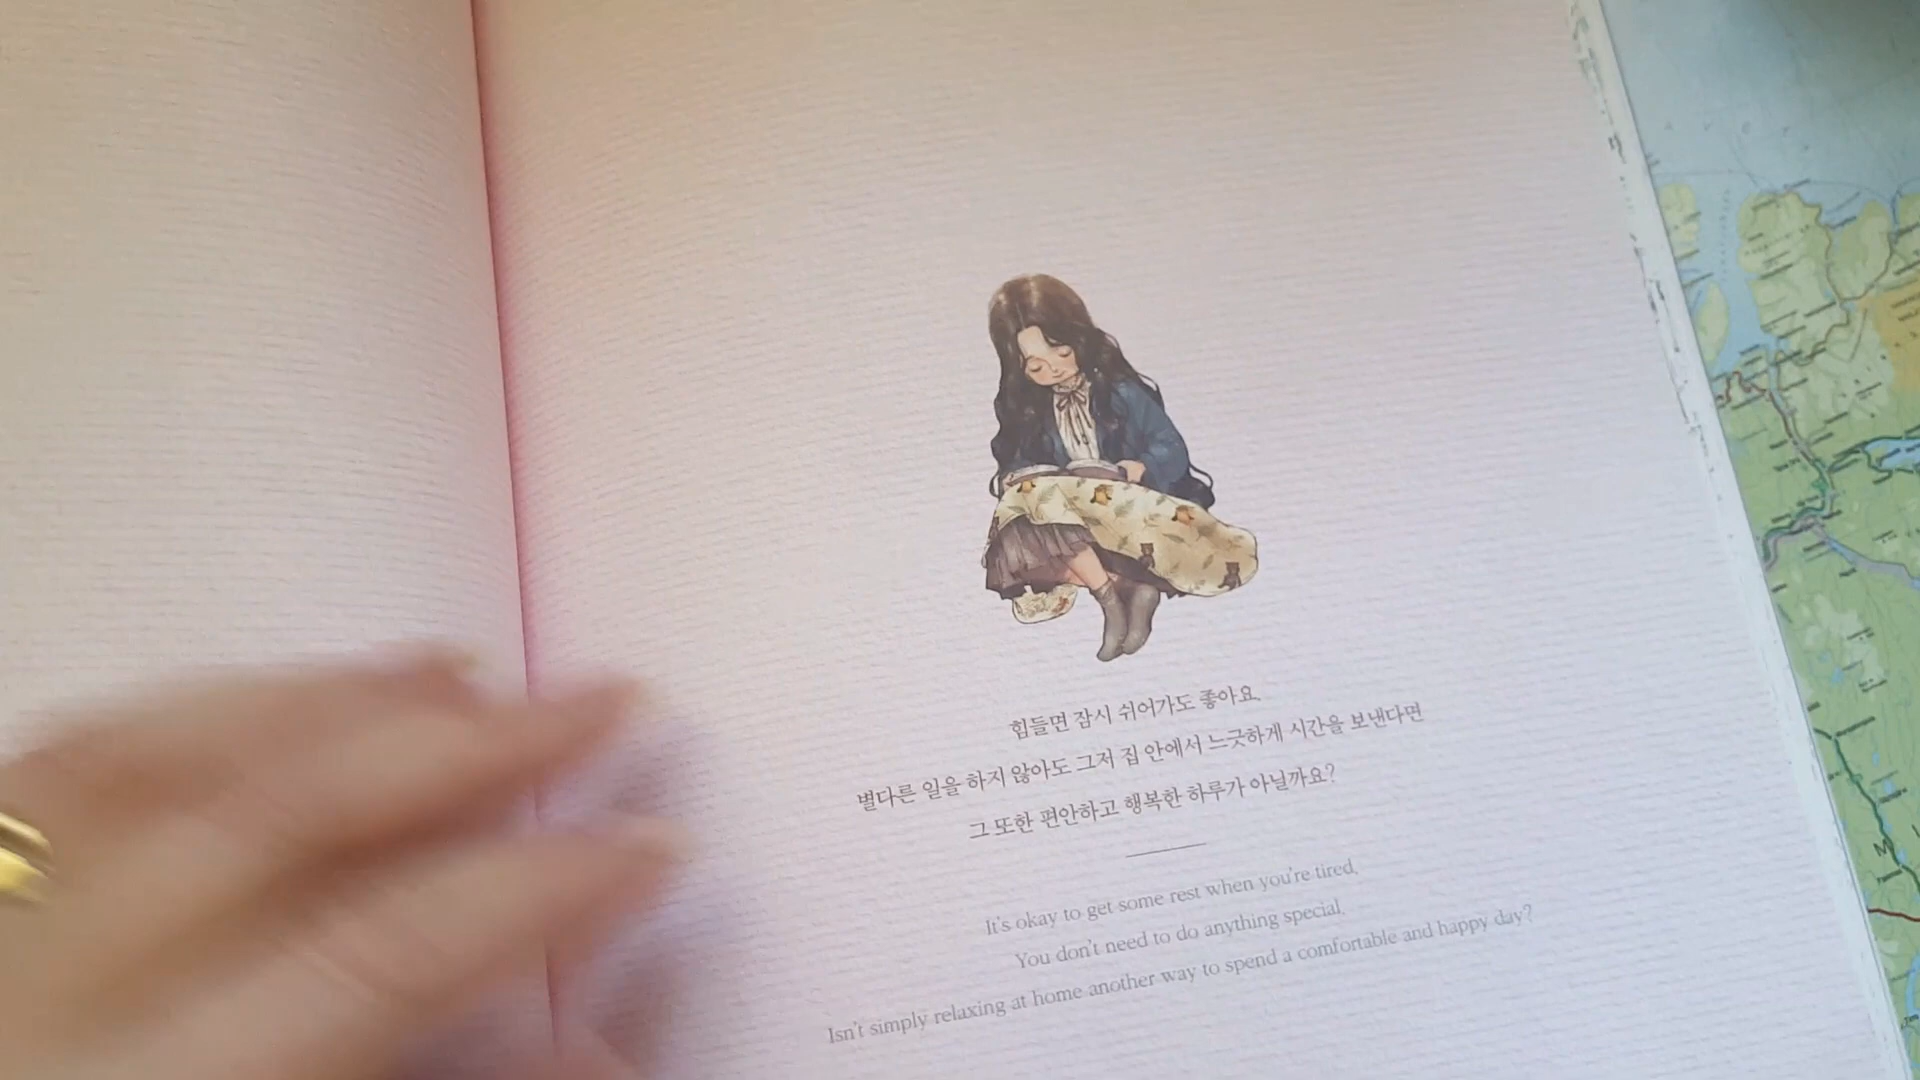 힘들면 잠시 쉬어가도 좋아요.
별다른 일을 하지 않아도 그저 집 안에서 느긋하게 시간을 보낸다면
그 또한 편안하고 행복한 하루가 아닐까요?
It's okay to get some rest when you're tired.
You don't need to do anything special.
Isn't simply relaxing at home another way to spend a comfortable and happy day?